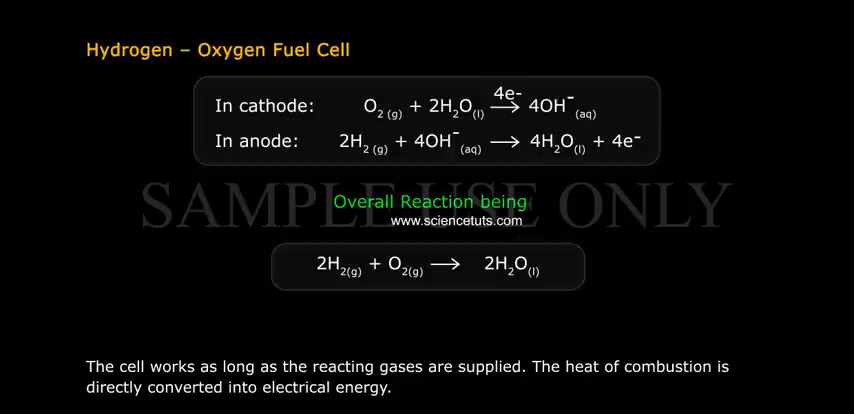 Hydrogen – Oxygen Fuel Cell
4e-
In cathode: O₂ (g) + 2H₂O(l) ⟶ 4OH⁻(aq)
In anode: 2H₂ (g) + 4OH⁻(aq) ⟶ 4H₂O(l) + 4e⁻
SAMPLE USE ONLY
Overall Reaction being
www.sciencetuts.com
2H₂(g) + O₂(g) ⟶ 2H₂O(l)
The cell works as long as the reacting gases are supplied. The heat of combustion is
directly converted into electrical energy.